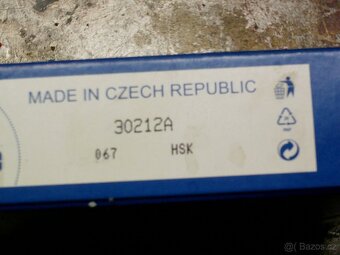 MADE IN CZECH REPUBLIC
30212A
067 HSK
Bazos.cz